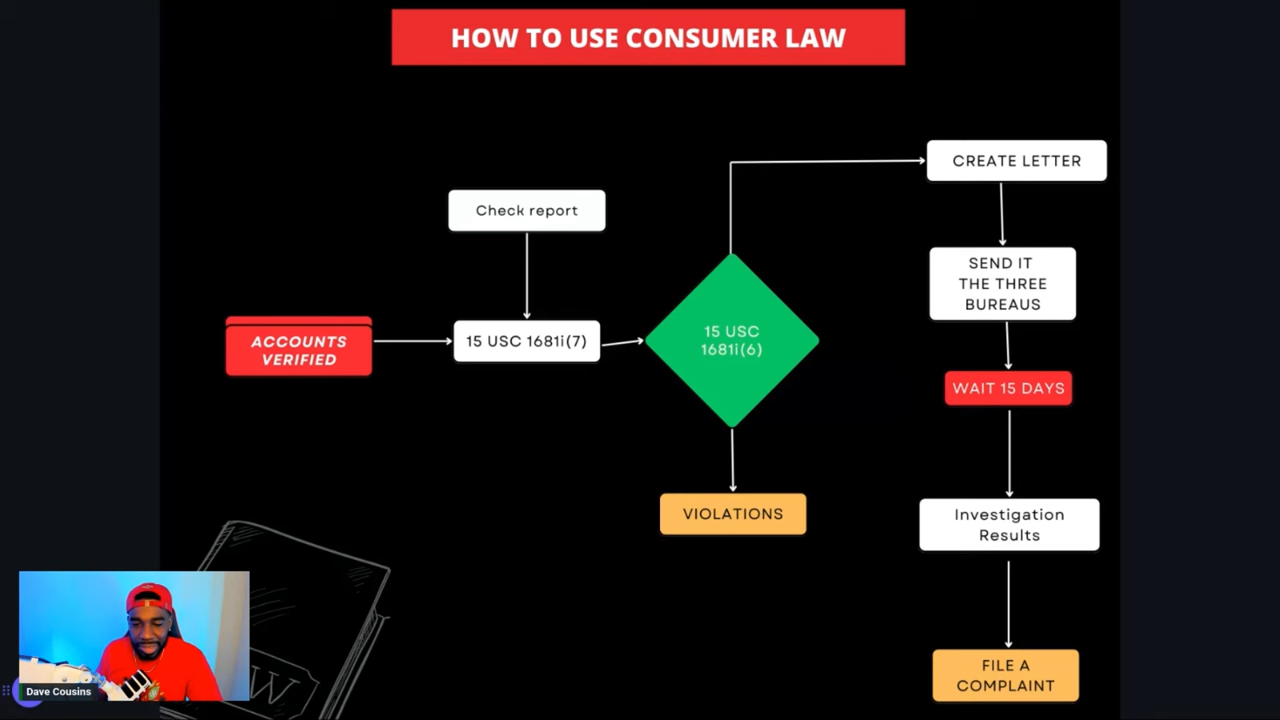 HOW TO USE CONSUMER LAW
CREATE LETTER
Check report
SEND IT
THE THREE
BUREAUS
ACCOUNTS
VERIFIED
15 USC 1681i(7)
15 USC
1681i(6)
WAIT 15 DAYS
VIOLATIONS
Investigation
Results
FILE A
COMPLAINT
Dave Cousins